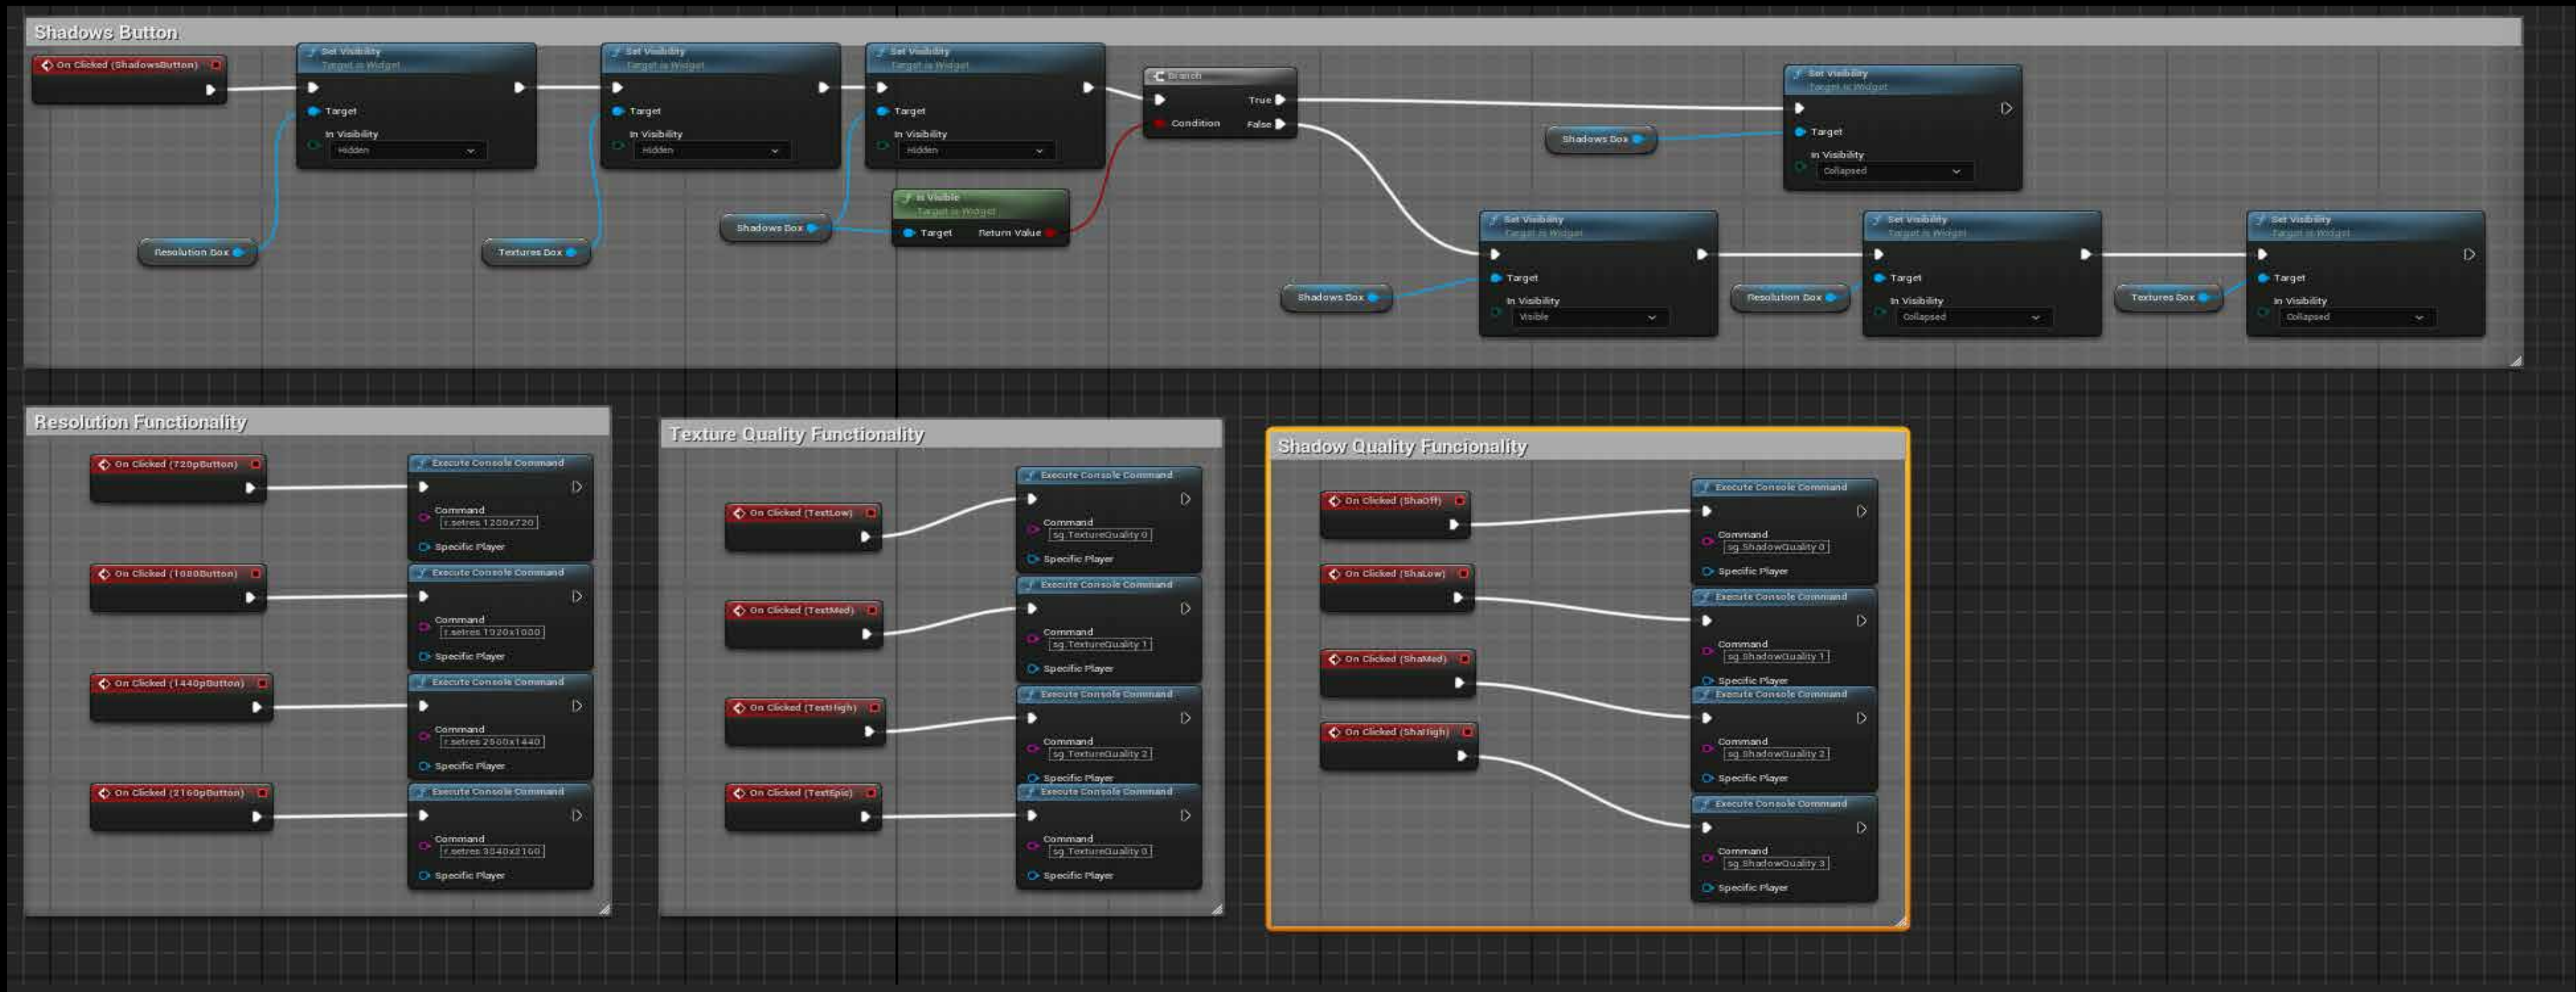 Shadows Button
On Clicked (ShadowsButton)
Set Visibility
Target is Widget
Target
In Visibility
Hidden
Resolution Box
Set Visibility
Target is Widget
Target
In Visibility
Hidden
Textures Box
Set Visibility
Target is Widget
Target
In Visibility
Hidden
Shadows Box
Is Visible
Target is Widget
Target Return Value
Branch
True
Condition False
Shadows Box
Set Visibility
Target is Widget
Target
In Visibility
Collapsed
Shadows Box
Set Visibility
Target is Widget
Target
In Visibility
Visible
Resolution Box
Set Visibility
Target is Widget
Target
In Visibility
Collapsed
Textures Box
Set Visibility
Target is Widget
Target
In Visibility
Collapsed
Resolution Functionality
On Clicked (720pButton)
Execute Console Command
Command
r.setres 1280x720
Specific Player
On Clicked (1080Button)
Execute Console Command
Command
r.setres 1920x1080
Specific Player
On Clicked (1440pButton)
Execute Console Command
Command
r.setres 2560x1440
Specific Player
On Clicked (2160pButton)
Execute Console Command
Command
r.setres 3840x2160
Specific Player
Texture Quality Functionality
On Clicked (TextLow)
Execute Console Command
Command
sg.TextureQuality 0
Specific Player
On Clicked (TextMed)
Execute Console Command
Command
sg.TextureQuality 1
Specific Player
On Clicked (TextHigh)
Execute Console Command
Command
sg.TextureQuality 2
Specific Player
On Clicked (TextEpic)
Execute Console Command
Command
sg.TextureQuality
Specific Player
Shadow Quality Funcionality
On Clicked (ShaOff)
Execute Console Command
Command
sg.ShadowQuality 0
Specific Player
On Clicked (ShaLow)
Execute Console Command
Command
sg.ShadowQuality 1
Specific Player
On Clicked (ShaMed)
Execute Console Command
Command
sg.ShadowQuality 2
Specific Player
On Clicked (ShaHigh)
Execute Console Command
Command
sg.ShadowQuality 3
Specific Player